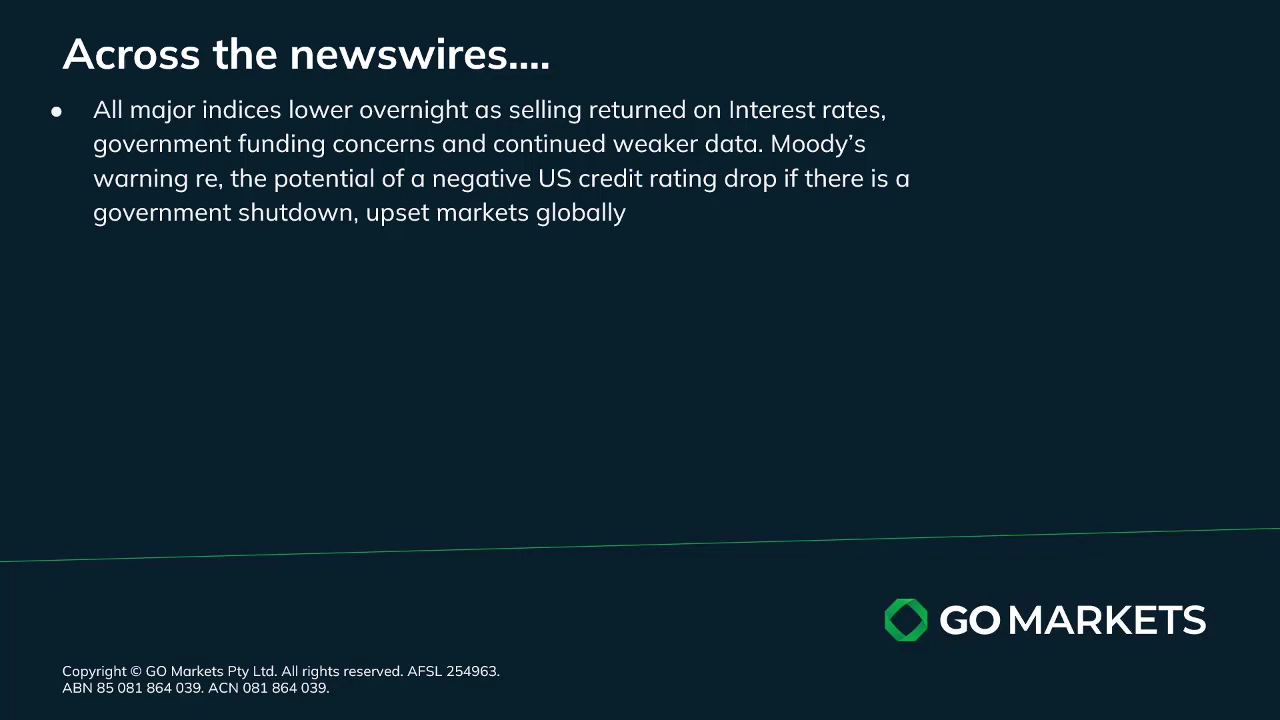 Across the newswires....
● All major indices lower overnight as selling returned on Interest rates,
government funding concerns and continued weaker data. Moody’s
warning re, the potential of a negative US credit rating drop if there is a
government shutdown, upset markets globally
GO MARKETS
Copyright © GO Markets Pty Ltd. All rights reserved. AFSL 254963.
ABN 85 081 864 039. ACN 081 864 039.